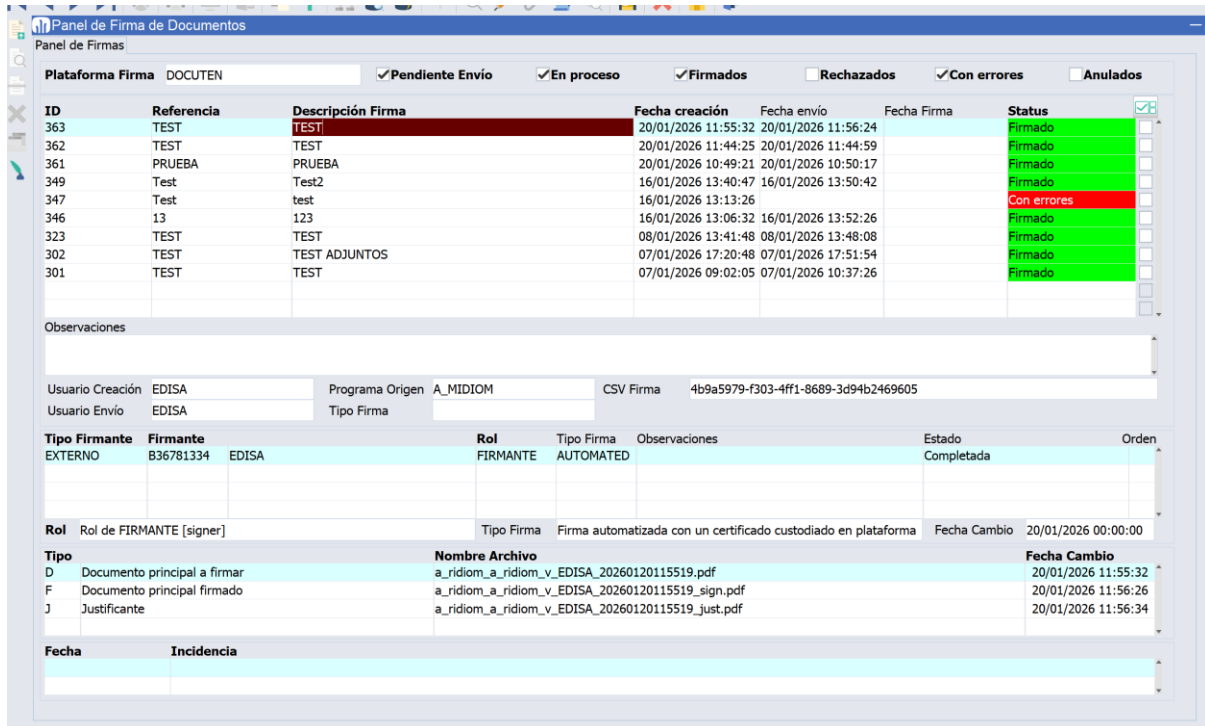 Panel de Firma de Documentos
Panel de Firmas
Plataforma Firma DOCUTEN Pendiente Envío En proceso Firmados Rechazados Con errores Anulados
ID Referencia Descripción Firma Fecha creación Fecha envío Fecha Firma Status
363 TEST TEST 20/01/2026 11:55:32 20/01/2026 11:56:24 Firmado
362 TEST TEST 20/01/2026 11:44:25 20/01/2026 11:44:59 Firmado
361 PRUEBA PRUEBA 20/01/2026 10:49:21 20/01/2026 10:50:17 Firmado
349 Test Test2 16/01/2026 13:40:47 16/01/2026 13:50:42 Firmado
347 Test test 16/01/2026 13:13:26 Con errores
346 13 123 16/01/2026 13:06:32 16/01/2026 13:52:26 Firmado
323 TEST TEST 08/01/2026 13:41:48 08/01/2026 13:48:08 Firmado
302 TEST TEST ADJUNTOS 07/01/2026 17:20:48 07/01/2026 17:51:54 Firmado
301 TEST TEST 07/01/2026 09:02:05 07/01/2026 10:37:26 Firmado
Observaciones
Usuario Creación EDISA Programa Origen A_MIDIOM CSV Firma 4b9a5979-f303-4ff1-8689-3d94b2469605
Usuario Envío EDISA Tipo Firma
Tipo Firmante Firmante Rol Tipo Firma Observaciones Estado Orden
EXTERNO B36781334 EDISA FIRMANTE AUTOMATED Completada
Rol Rol de FIRMANTE [signer] Tipo Firma Firma automatizada con un certificado custodiado en plataforma Fecha Cambio 20/01/2026 00:00:00
Tipo Nombre Archivo Fecha Cambio
D Documento principal a firmar a_ridiom_a_ridiom_v_EDISA_20260120115519.pdf 20/01/2026 11:55:32
F Documento principal firmado a_ridiom_a_ridiom_v_EDISA_20260120115519_sign.pdf 20/01/2026 11:56:26
J Justificante a_ridiom_a_ridiom_v_EDISA_20260120115519_just.pdf 20/01/2026 11:56:34
Fecha Incidencia